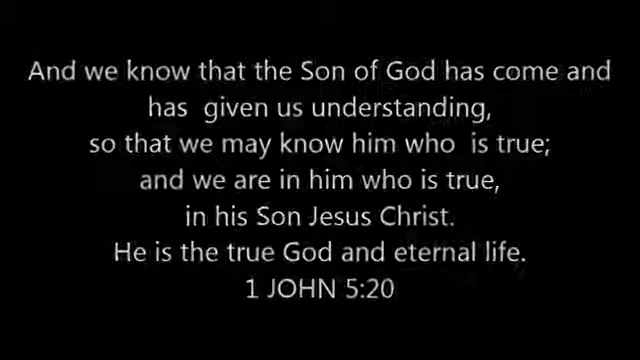 And we know that the Son of God has come and
has  given us understanding,
so that we may know him who  is true;
and we are in him who is true,
in his Son Jesus Christ.
He is the true God and eternal life.
1 JOHN 5:20